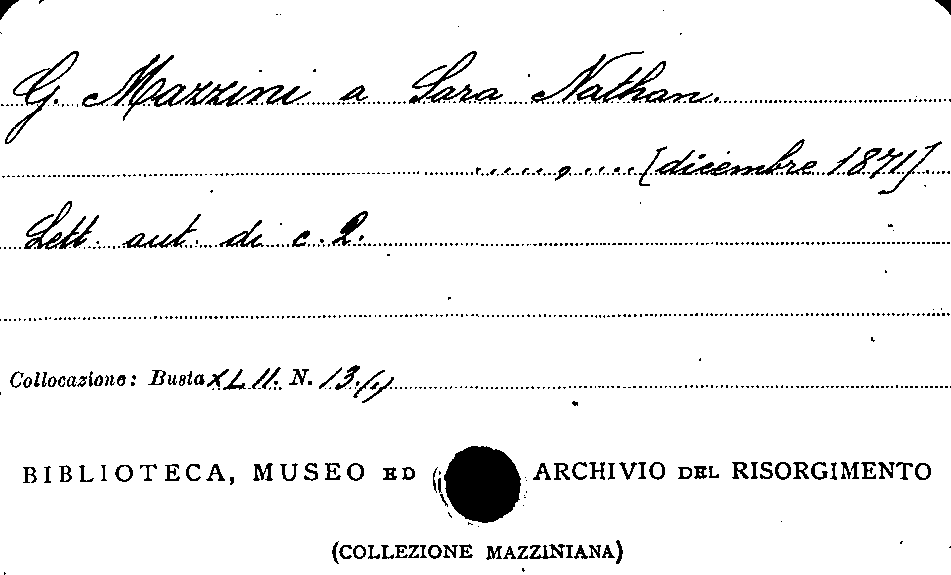 G. Mazzini a Sara Nathan.
....., .... [dicembre 1871].
Lett. aut. di c. 2.
Collocazione: Busta XLII. N. 13.(1)
BIBLIOTECA, MUSEO ED ARCHIVIO DEL RISORGIMENTO
(COLLEZIONE MAZZINIANA)